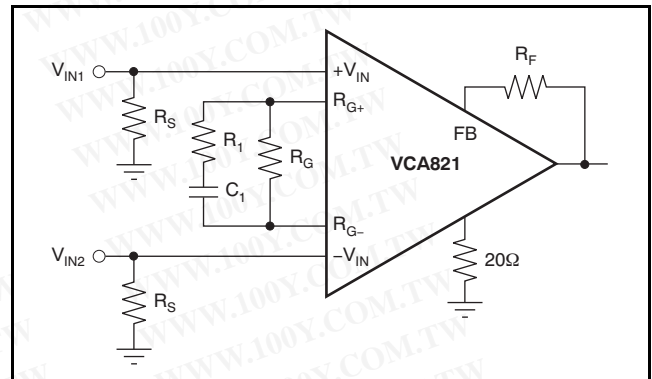 WWW.100Y.COM.TW
V_IN1
+V_IN
R_F
R_S
R_G+
R_1
R_G
FB
VCA821
C_1
R_G−
V_IN2
−V_IN
20Ω
R_S